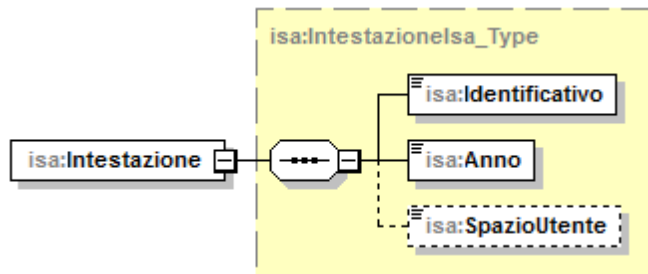 isa:IntestazioneIsa_Type
isa:Identificativo
isa:Intestazione
isa:Anno
isa:SpazioUtente